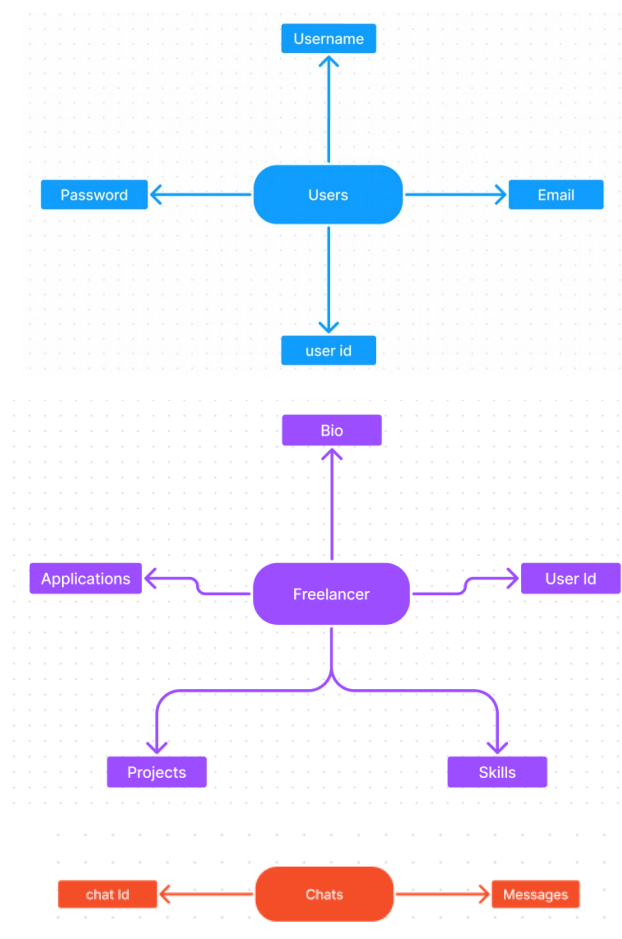 Username
Password
Users
Email
user id
Bio
Applications
Freelancer
User Id
Projects
Skills
chat Id
Chats
Messages